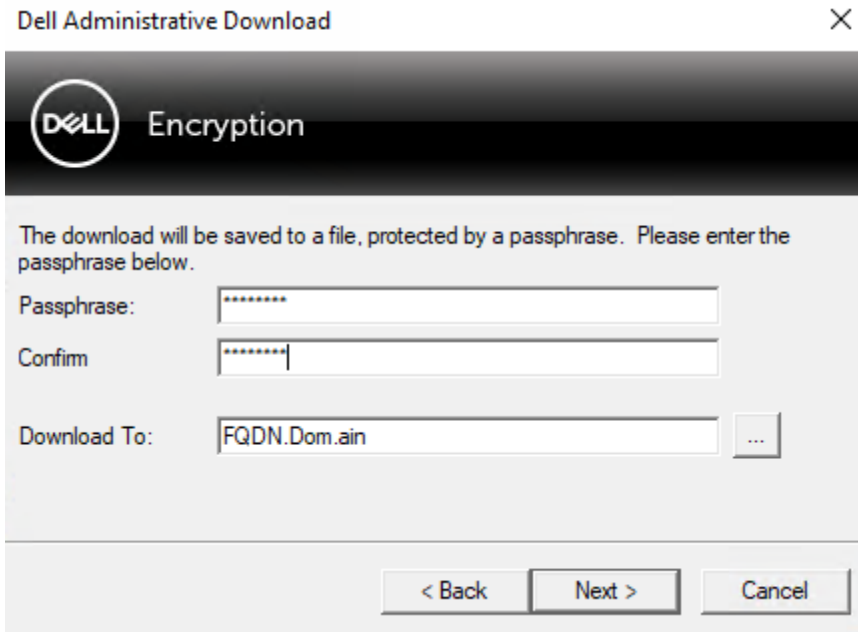 Dell Administrative Download
DELL Encryption
The download will be saved to a file, protected by a passphrase. Please enter the
passphrase below.
Passphrase: ********
Confirm ********
Download To: FQDN.Dom.ain ...
< Back Next > Cancel